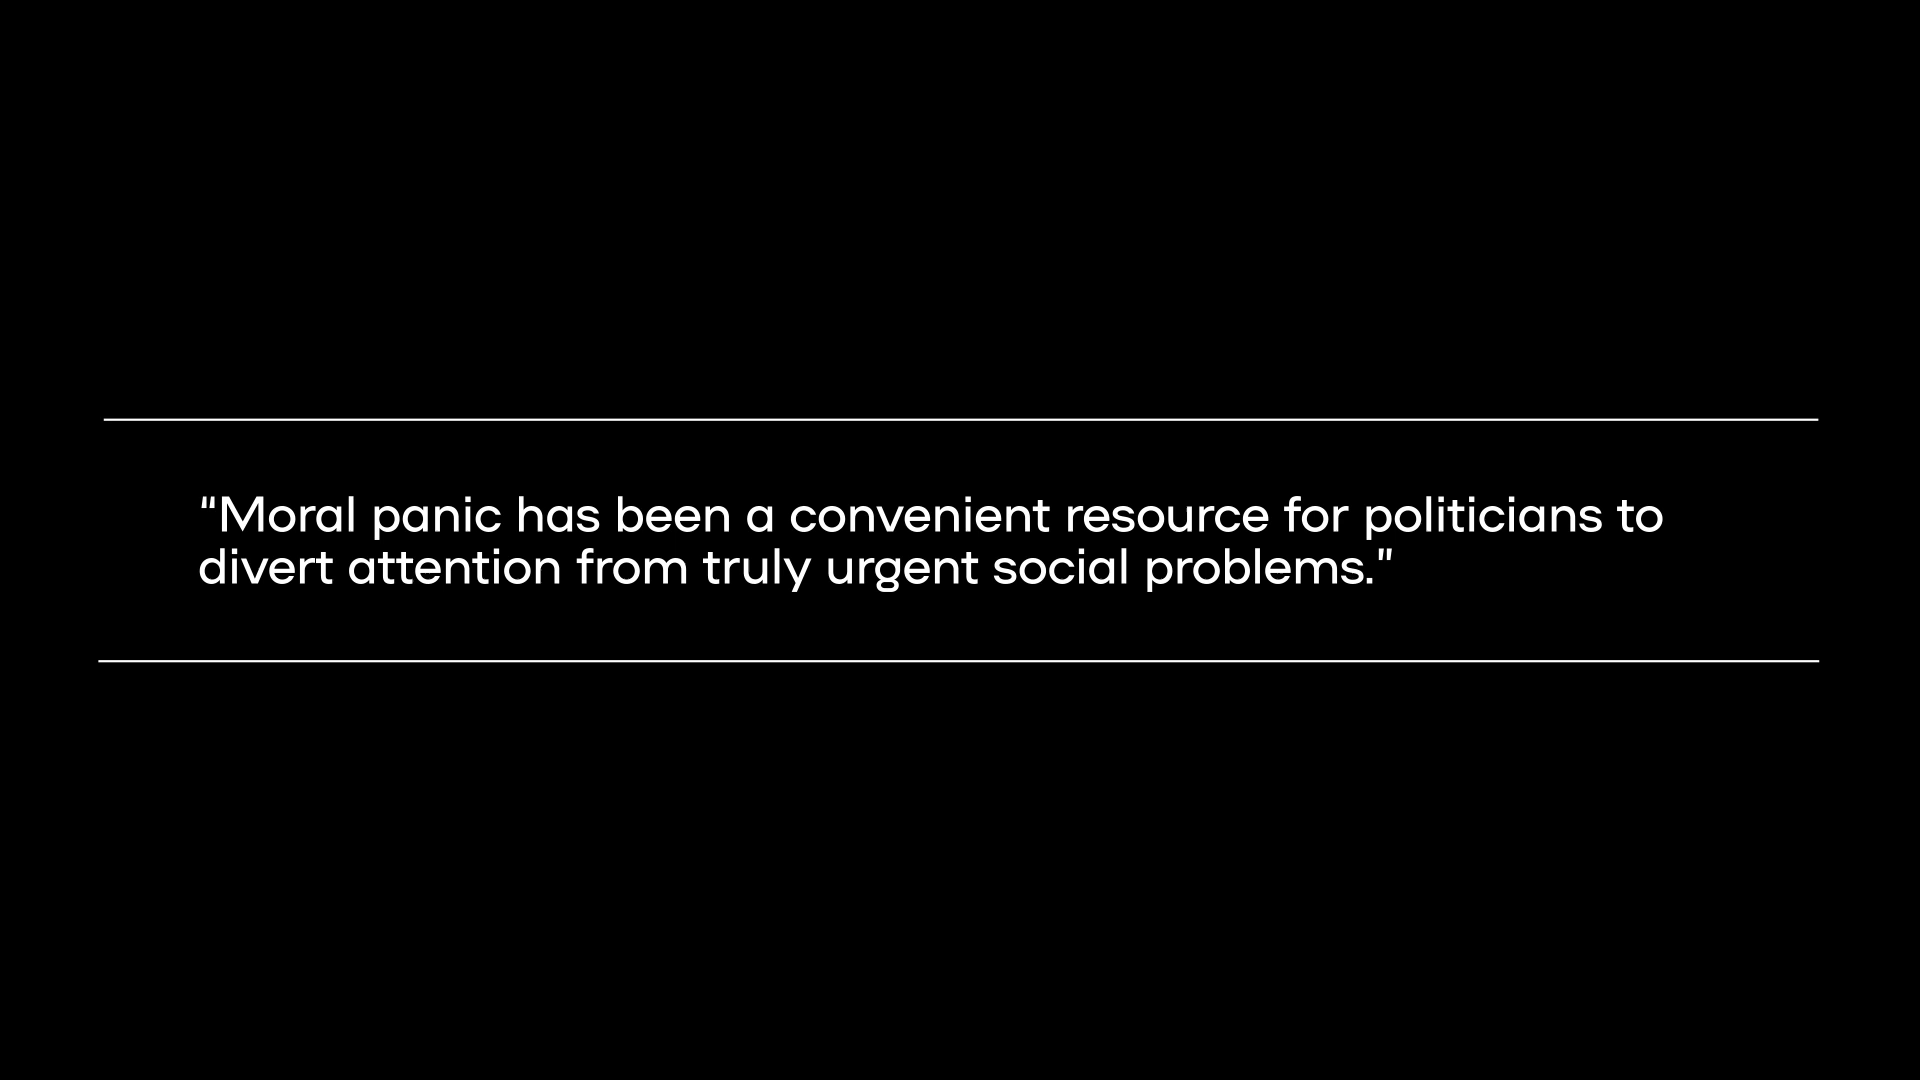 “Moral panic has been a convenient resource for politicians to
divert attention from truly urgent social problems.”